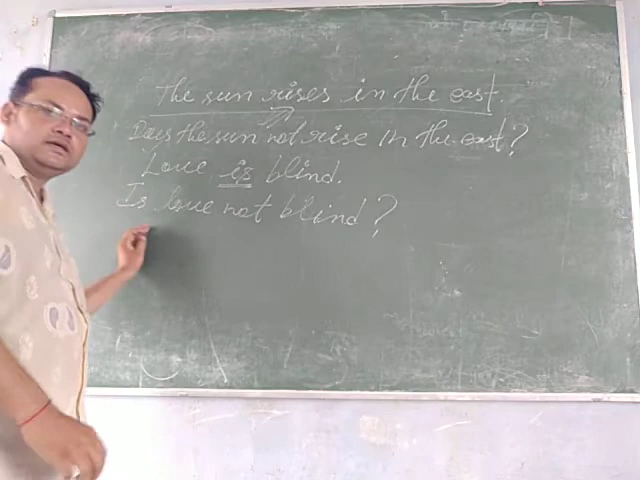 The sun rises in the east.
Does the sun not rise in the east?
Love is blind.
Is love not blind?